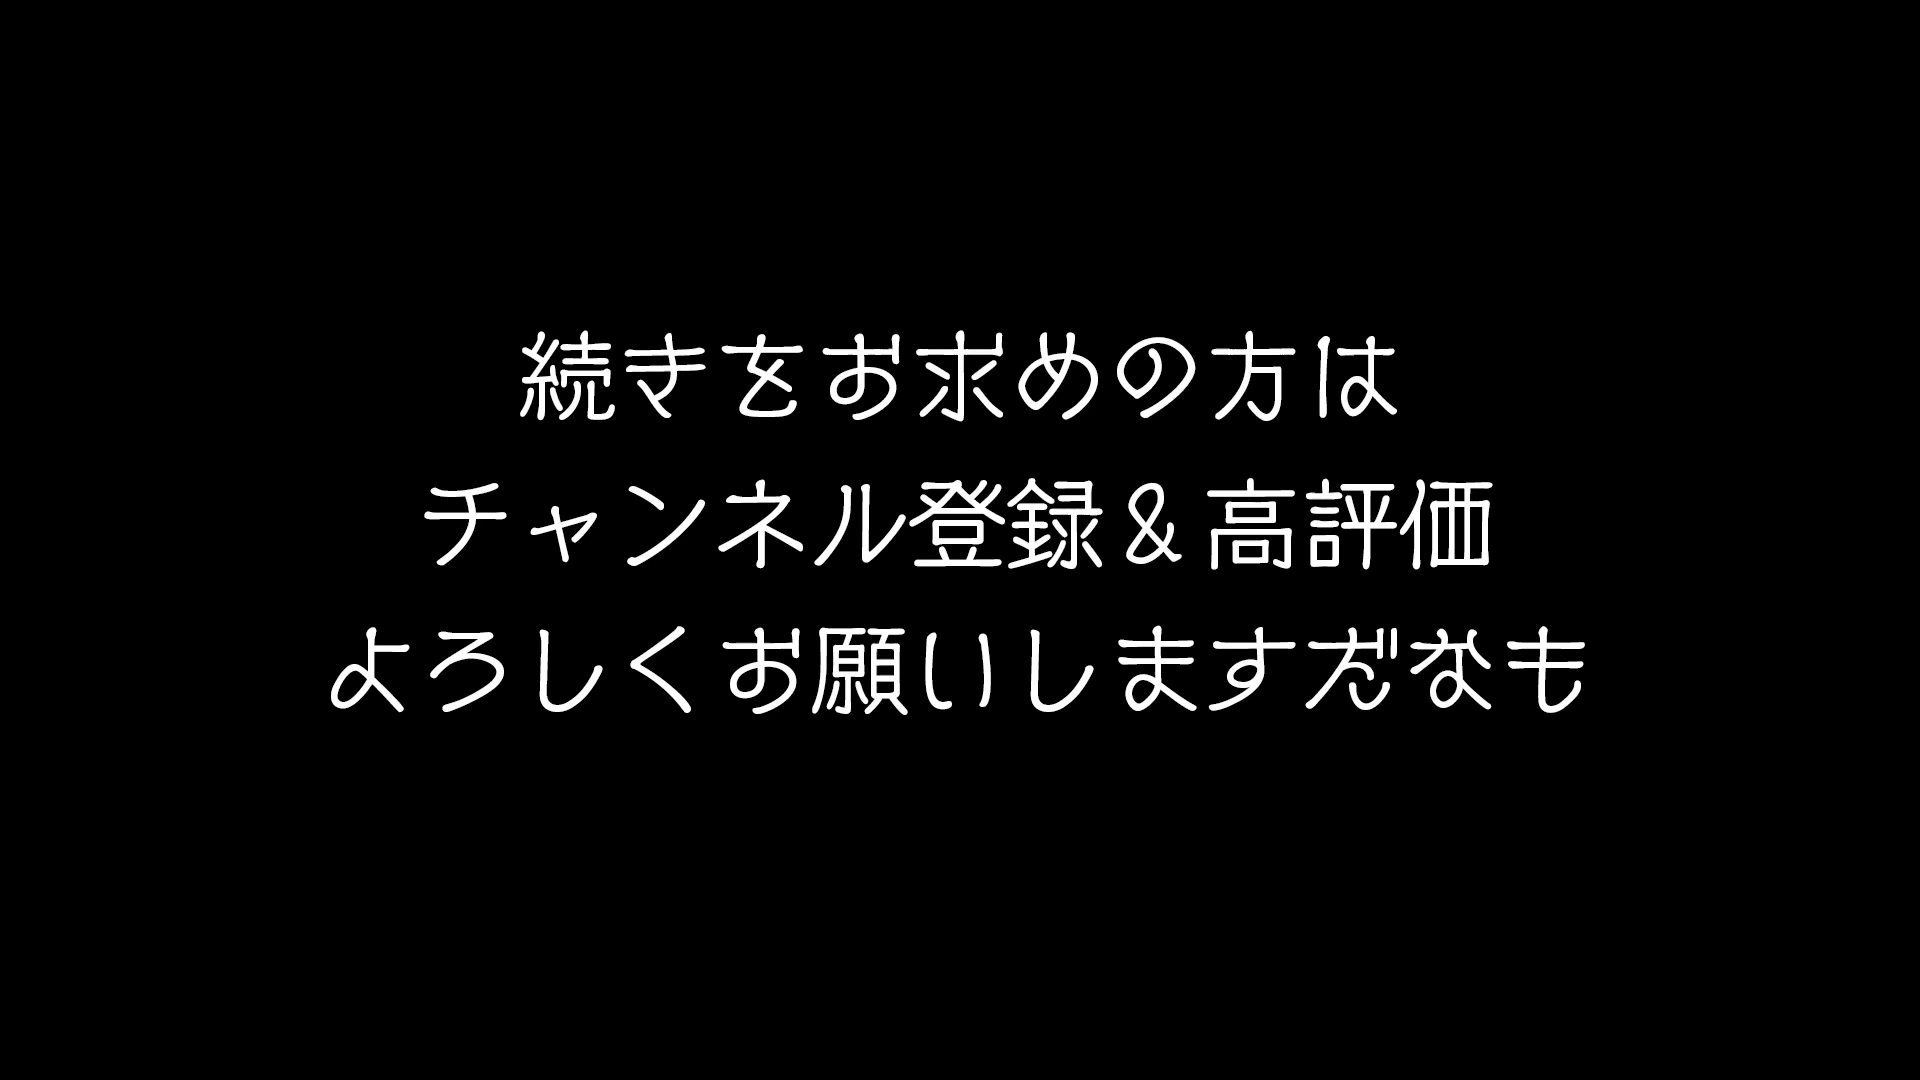 続きをお求めの方は
チャンネル登録＆高評価
よろしくお願いしますだなも